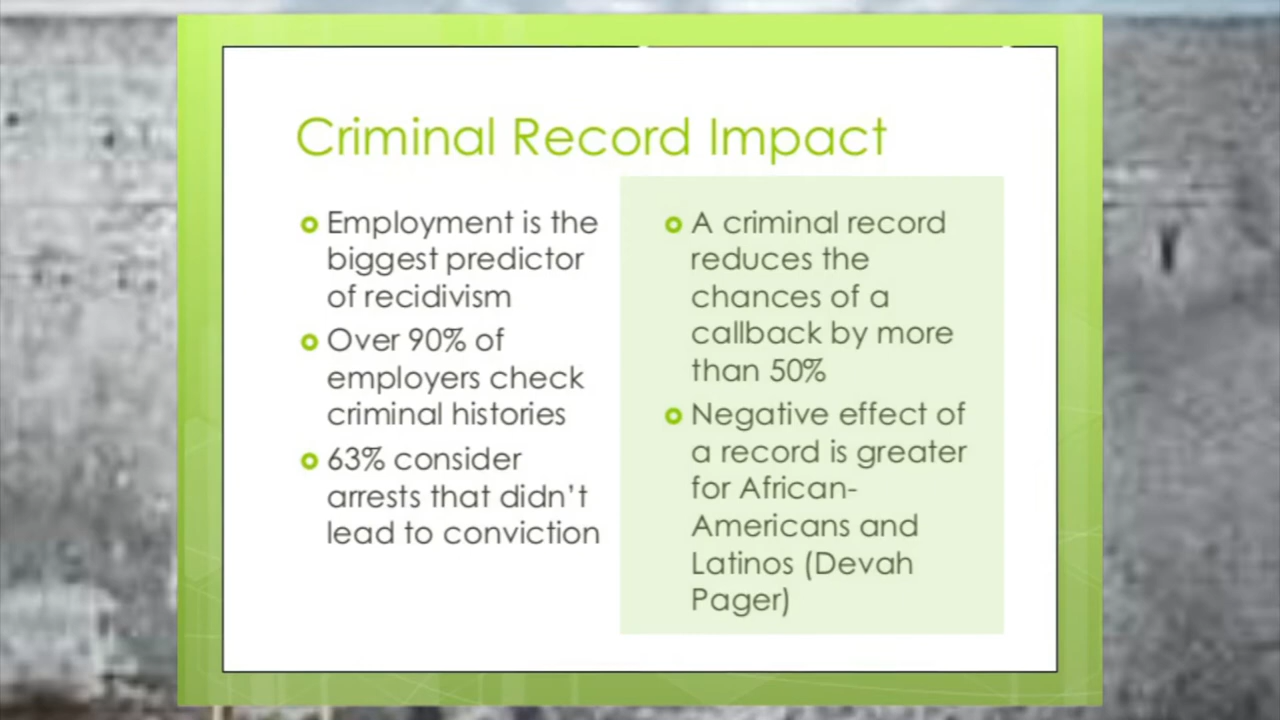 Criminal Record Impact
Employment is the
biggest predictor
of recidivism
Over 90% of
employers check
criminal histories
63% consider
arrests that didn't
lead to conviction
A criminal record
reduces the
chances of a
callback by more
than 50%
Negative effect of
a record is greater
for African-
Americans and
Latinos (Devah
Pager)